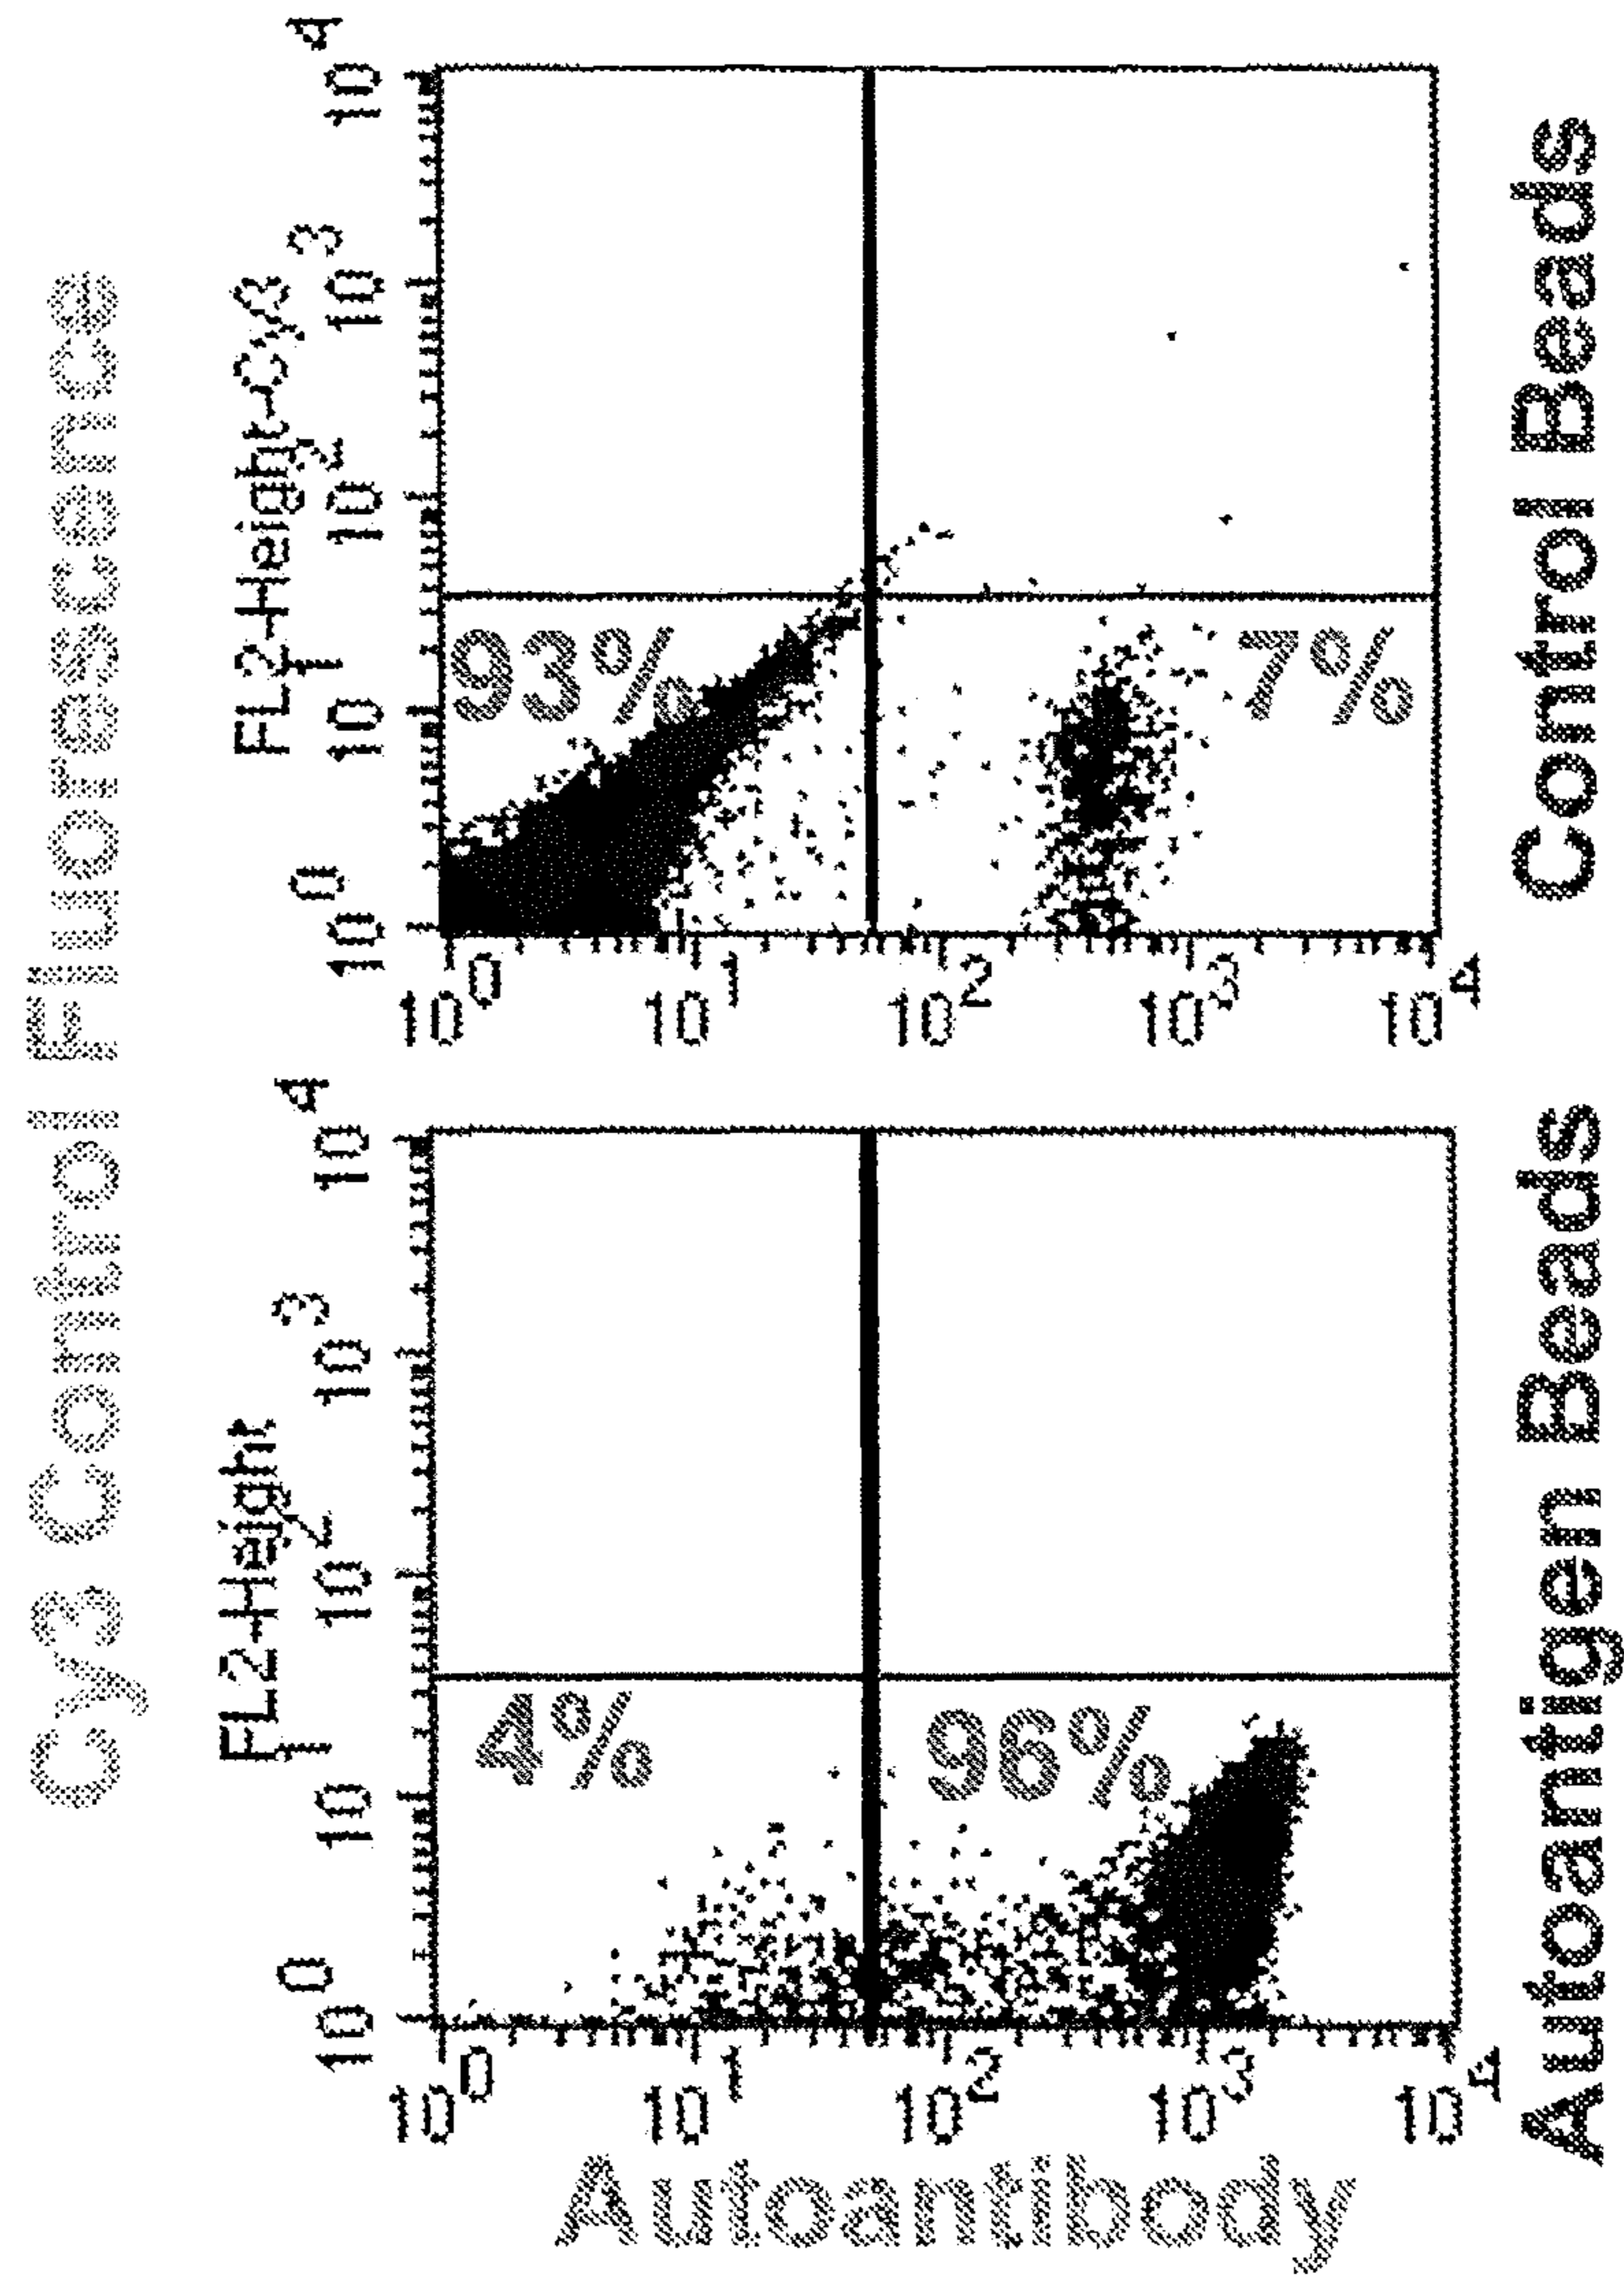 Cy3 Control Fluorescence
FL2-Height-Cy3
10^0 10^1 10^2 10^3 10^4
93%
7%
10^0 10^1 10^2 10^3 10^4
Control Beads
FL2-Height
10^0 10^1 10^2 10^3 10^4
4%
96%
10^0 10^1 10^2 10^3 10^4
Autoantigen Beads
Autoantibody